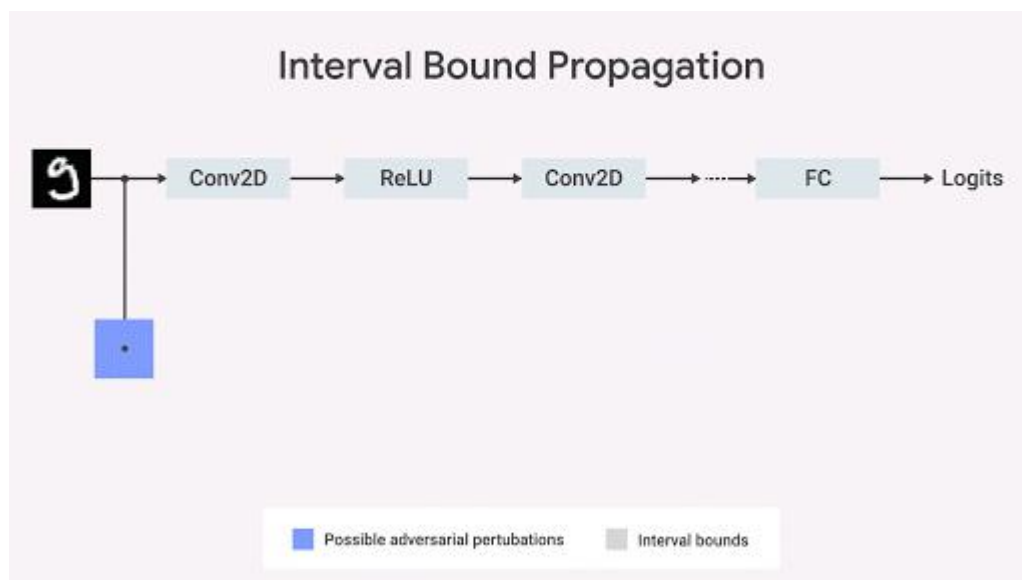 Interval Bound Propagation
Conv2D ReLU Conv2D FC Logits
Possible adversarial pertubations Interval bounds